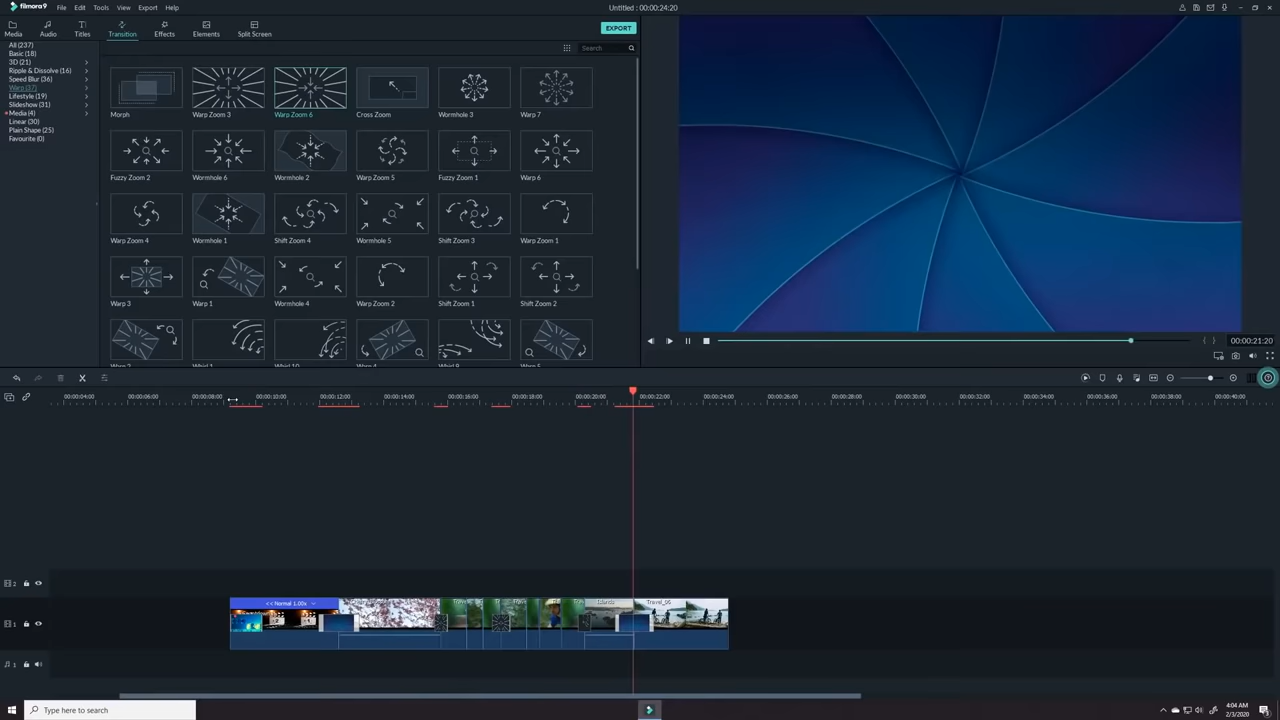 filmora9 File Edit Tools View Export Help Untitled : 00:00:24:20
Media Audio Titles Transition Effects Elements Split Screen EXPORT
Search
All (237)
Basic (18)
3D (21)
Ripple & Dissolve (16)
Speed Blur (36)
Warp (37)
Lifestyle (19)
Slideshow (31)
Media (4)
Linear (30)
Plain Shape (25)
Favourite (0)
Morph Warp Zoom 3 Warp Zoom 6 Cross Zoom Wormhole 3 Warp 7
Fuzzy Zoom 2 Wormhole 6 Wormhole 2 Warp Zoom 5 Fuzzy Zoom 1 Warp 6
Warp Zoom 4 Wormhole 1 Shift Zoom 4 Wormhole 5 Shift Zoom 3 Warp Zoom 1
Warp 3 Warp 1 Wormhole 4 Warp Zoom 2 Shift Zoom 1 Shift Zoom 2
00:00:21:20
00:00:04:00 00:00:06:00 00:00:08:00 00:00:10:00 00:00:12:00 00:00:14:00 00:00:16:00 00:00:18:00 00:00:20:00 00:00:22:00 00:00:24:00 00:00:26:00 00:00:28:00 00:00:30:00 00:00:32:00 00:00:34:00 00:00:36:00 00:00:38:00 00:00:40:00
2
<< Normal 1.00x Islands Travel_06
1
1
Type here to search
4:04 AM
2/3/2020